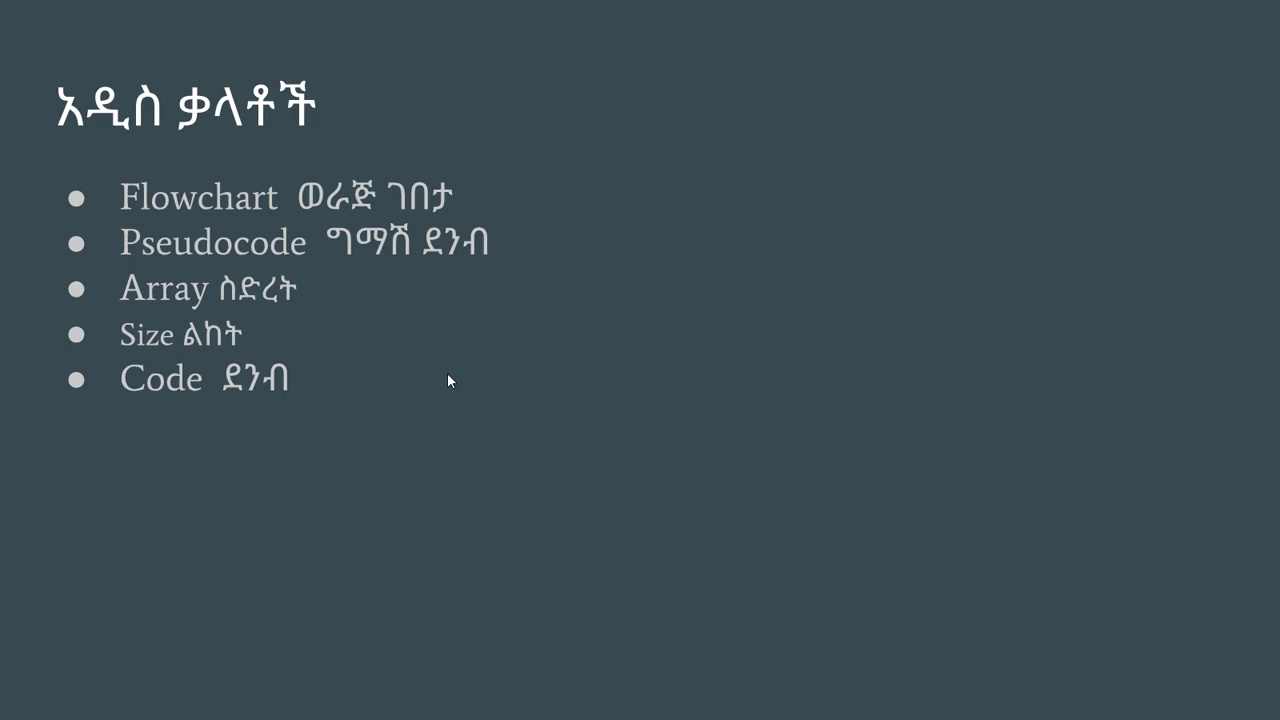 አዲስ ቃላቶች
● Flowchart ወራጅ ገበታ
● Pseudocode ግማሽ ደንብ
● Array ስድረት
● Size ልከት
● Code ደንብ